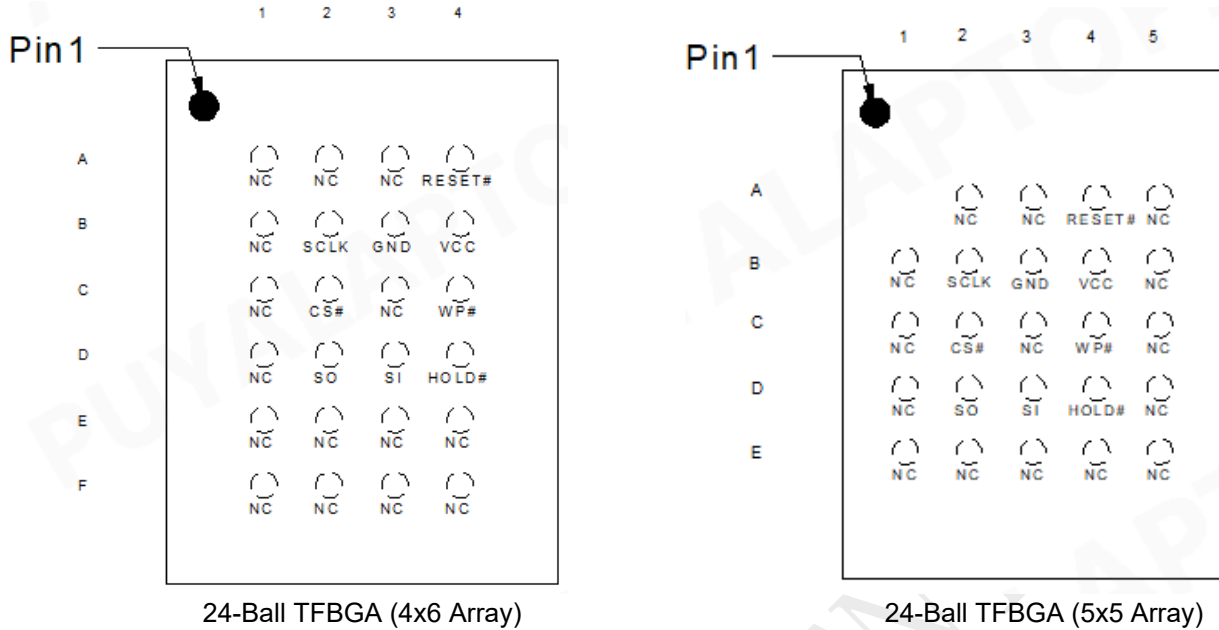 1 2 3 4
Pin1
A
NC NC NC RESET#
B
NC SCLK GND VCC
C
NC CS# NC WP#
D
NC SO SI HOLD#
E
NC NC NC NC
F
NC NC NC NC
24-Ball TFBGA (4x6 Array)
1 2 3 4 5
Pin1
A
NC NC RESET# NC
B
NC SCLK GND VCC NC
C
NC CS# NC WP# NC
D
NC SO SI HOLD# NC
E
NC NC NC NC NC
24-Ball TFBGA (5x5 Array)